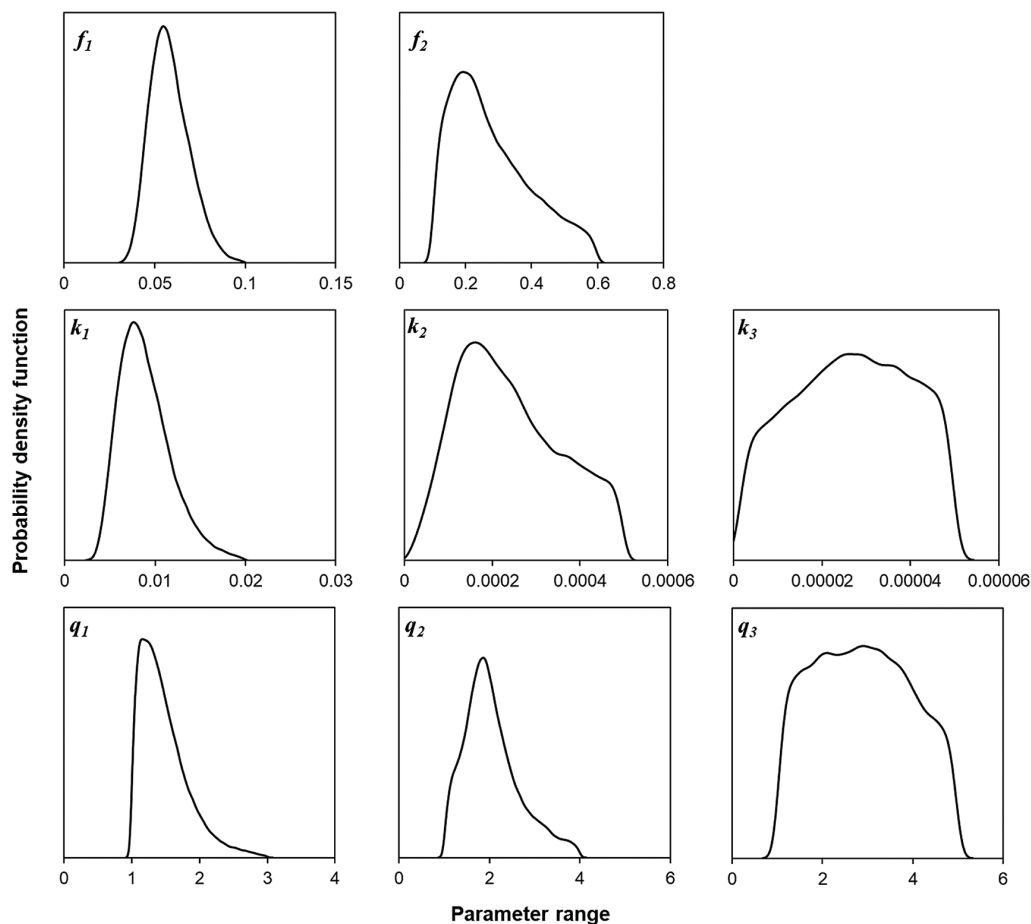 f1
f2
0 0.05 0.1 0.15
0 0.2 0.4 0.6 0.8
Probability density function
k1
k2
k3
0 0.01 0.02 0.03
0 0.0002 0.0004 0.0006
0 0.00002 0.00004 0.00006
q1
q2
q3
0 1 2 3 4
0 2 4 6
0 2 4 6
Parameter range